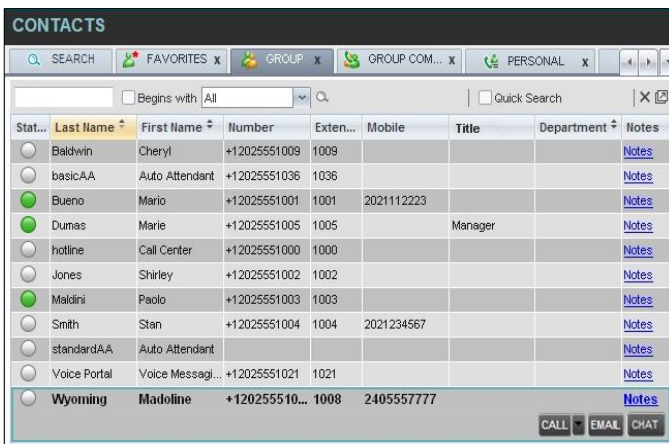 CONTACTS
SEARCH FAVORITES X GROUP X GROUP COM... X PERSONAL X
Begins with All Quick Search
Stat... Last Name First Name Number Exten... Mobile Title Department Notes
Baldwin Cheryl +12025551009 1009 Notes
basicAA Auto Attendant +12025551036 1036 Notes
Bueno Mario +12025551001 1001 2021112223 Notes
Dumas Marie +12025551005 1005 Manager Notes
hotline Call Center +12025551000 1000 Notes
Jones Shirley +12025551002 1002 Notes
Maldini Paolo +12025551003 1003 Notes
Smith Stan +12025551004 1004 2021234567 Notes
standardAA Auto Attendant Notes
Voice Portal Voice Messagi... +12025551021 1021 Notes
Wyoming Madoline +120255510... 1008 2405557777 Notes
CALL EMAIL CHAT